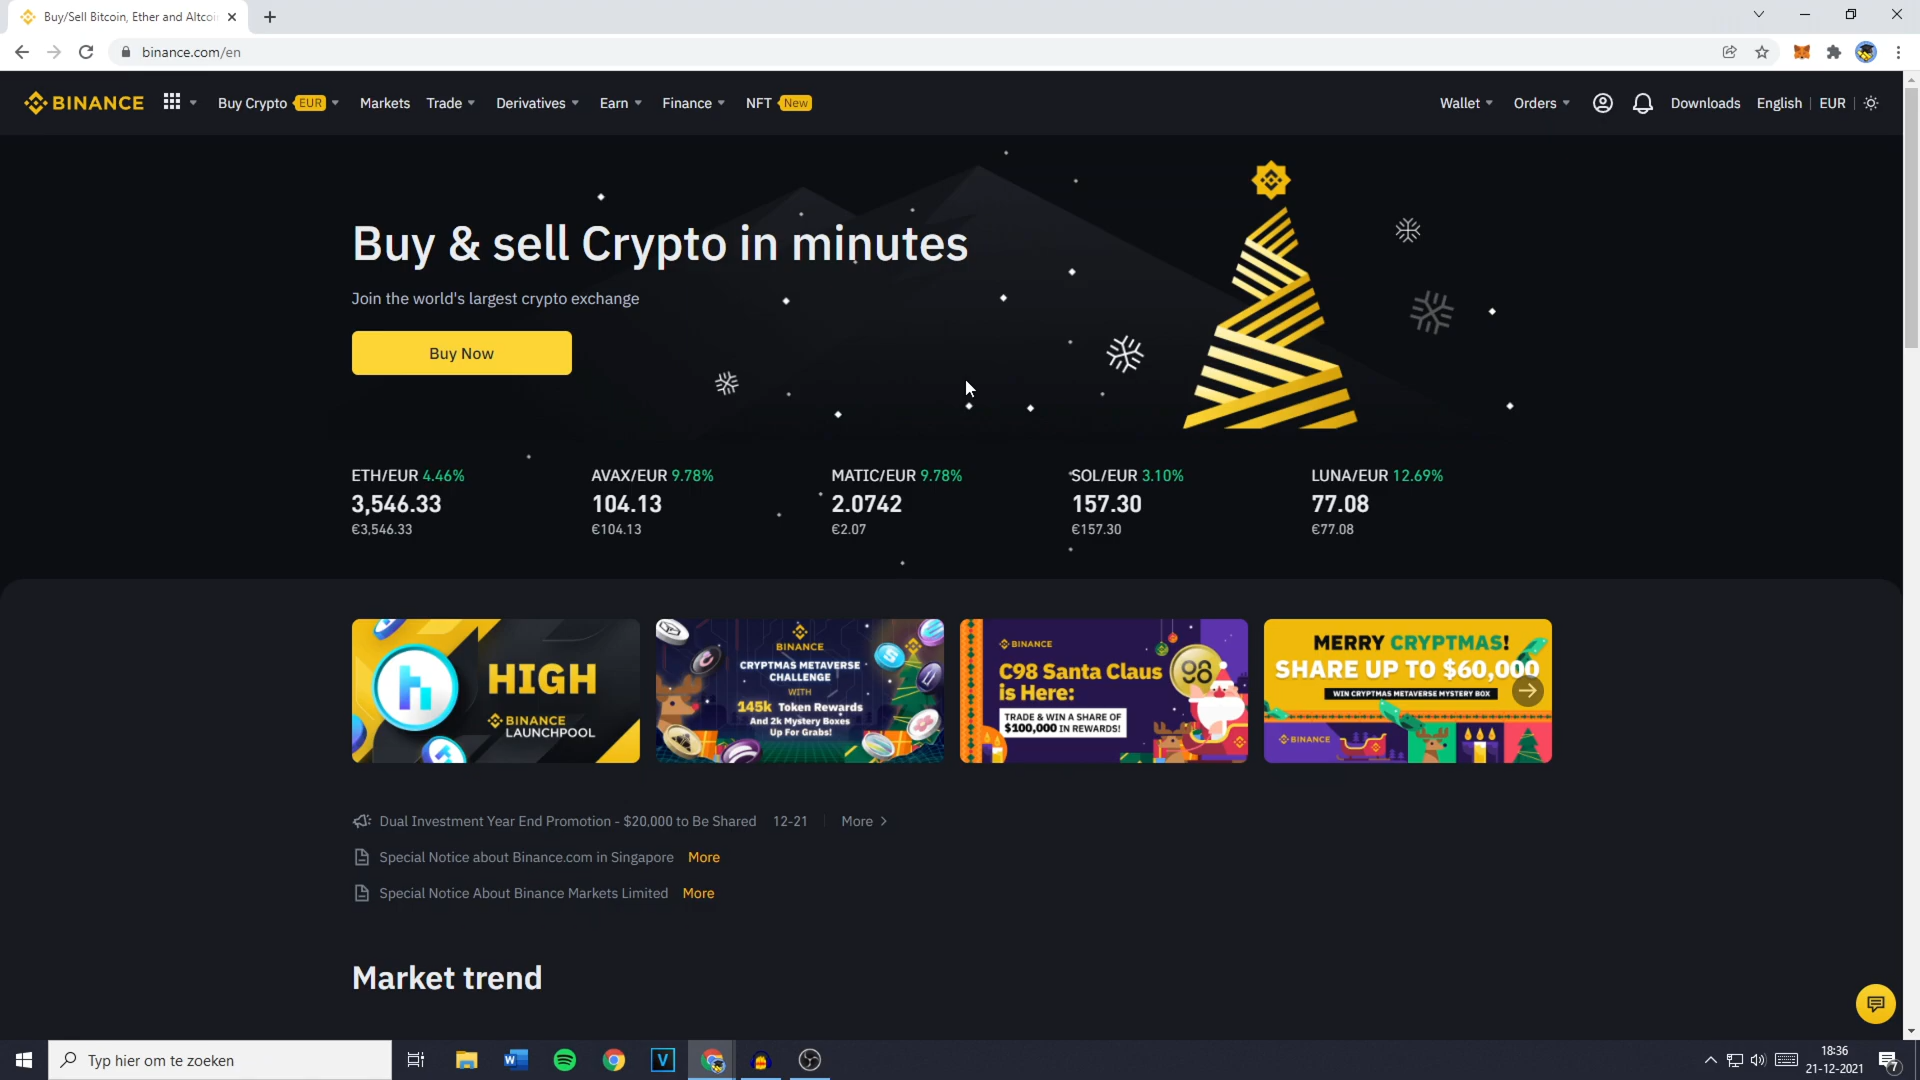 Buy/Sell Bitcoin, Ether and Altcoi
binance.com/en
BINANCE
Buy Crypto EUR
Markets
Trade
Derivatives
Earn
Finance
NFT New
Wallet
Orders
Downloads
English
EUR
Buy & sell Crypto in minutes
Join the world's largest crypto exchange
Buy Now
ETH/EUR 4.46%
3,546.33
€3,546.33
AVAX/EUR 9.78%
104.13
€104.13
MATIC/EUR 9.78%
2.0742
€2.07
SOL/EUR 3.10%
157.30
€157.30
LUNA/EUR 12.69%
77.08
€77.08
HIGH
BINANCE
LAUNCHPOOL
BINANCE
CRYPTMAS METAVERSE
CHALLENGE
WITH
145k Token Rewards
And 2k Mystery Boxes
Up For Grabs!
BINANCE
C98 Santa Claus
is Here:
TRADE & WIN A SHARE OF
$100,000 IN REWARDS!
98
MERRY CRYPTMAS!
SHARE UP TO $60,000
WIN CRYPTMAS METAVERSE MYSTERY BOX
BINANCE
Dual Investment Year End Promotion - $20,000 to Be Shared 12-21 More
Special Notice about Binance.com in Singapore More
Special Notice About Binance Markets Limited More
Market trend
Typ hier om te zoeken
18:36
21-12-2021
7